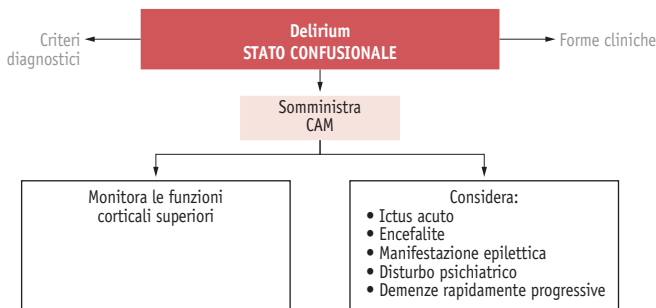 Delirium
STATO CONFUSIONALE
Criteri
diagnostici
Forme cliniche
Somministra
CAM
Monitora le funzioni
corticali superiori
Considera:
• Ictus acuto
• Encefalite
• Manifestazione epilettica
• Disturbo psichiatrico
• Demenze rapidamente progressive